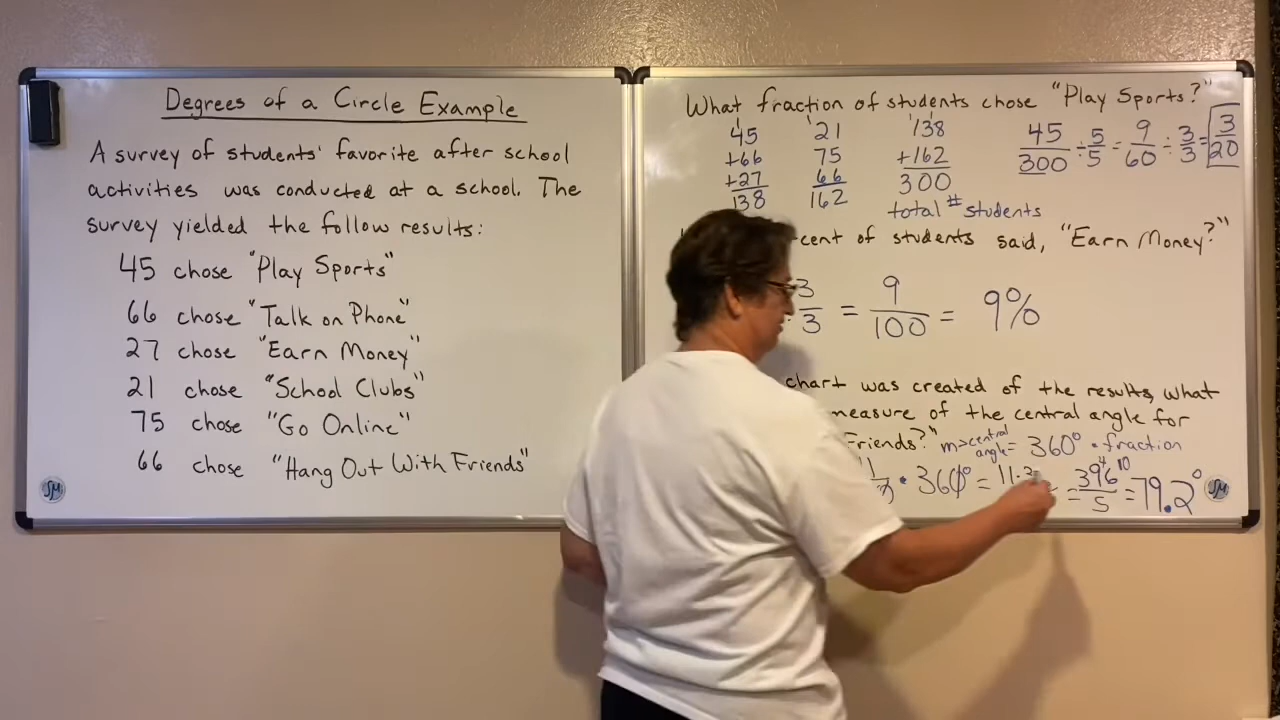 Degrees of a Circle Example
A survey of students' favorite after school
activities was conducted at a school. The
survey yielded the follow results:
45 chose "Play Sports"
66 chose "Talk on Phone"
27 chose "Earn Money"
21 chose "School Clubs"
75 chose "Go Online"
66 chose "Hang Out With Friends"
SM
What fraction of students chose "Play Sports?"
45 +66 +27 138
21 75 66 162
138 +162 300
45/300 ÷ 5/5 = 9/60 ÷ 3/3 = 3/20
total # students
cent of students said, "Earn Money?"
3/3 = 9/100 = 9%
chart was created of the results, what
measure of the central angle for
Friends?" m> central angle = 360° • fraction
• 360° = 11 • = 396/5 = 79.2°
SM